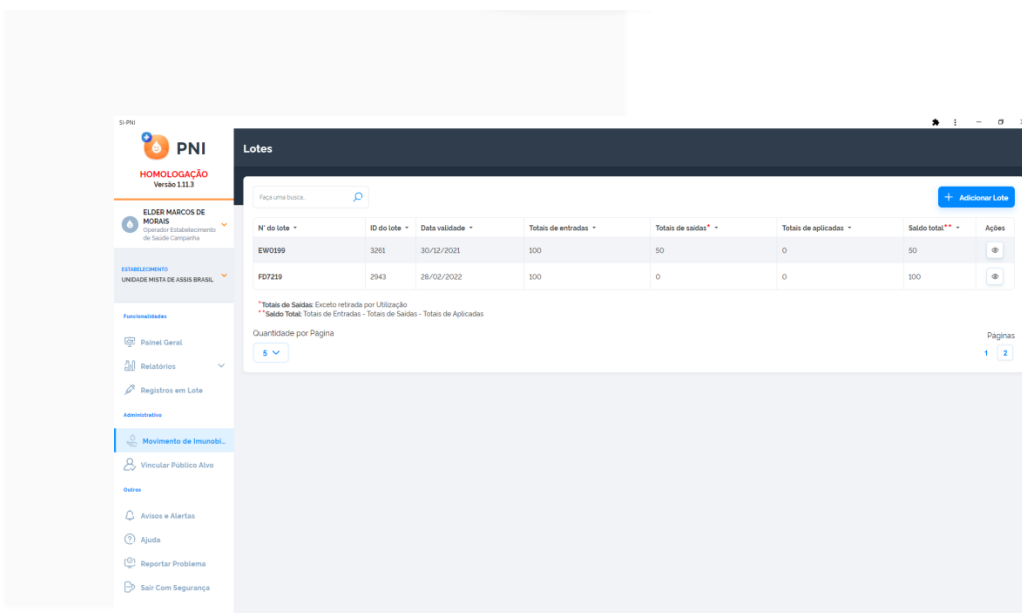 SI-PNI
PNI
HOMOLOGAÇÃO
Versão 1.11.3
ELDER MARCOS DE
MORAIS
Operador Estabelecimento
de Saúde Campanha
ESTABELECIMENTO
UNIDADE MISTA DE ASSIS BRASIL
Funcionalidades
Painel Geral
Relatórios
Registros em Lote
Administrativo
Movimento de Imunobi...
Vincular Público Alvo
Outros
Avisos e Alertas
Ajuda
Reportar Problema
Sair Com Segurança
Lotes
Faça uma busca...
+ Adicionar Lote
N° do lote ID do lote Data validade Totais de entradas Totais de saídas* Totais de aplicadas Saldo total** Ações
EW0199 3261 30/12/2021 100 50 0 50
FD7219 2943 28/02/2022 100 0 0 100
*Totais de Saídas: Exceto retirada por Utilização
**Saldo Total: Totais de Entradas - Totais de Saídas - Totais de Aplicadas
Quantidade por Página
5
Páginas
1 2